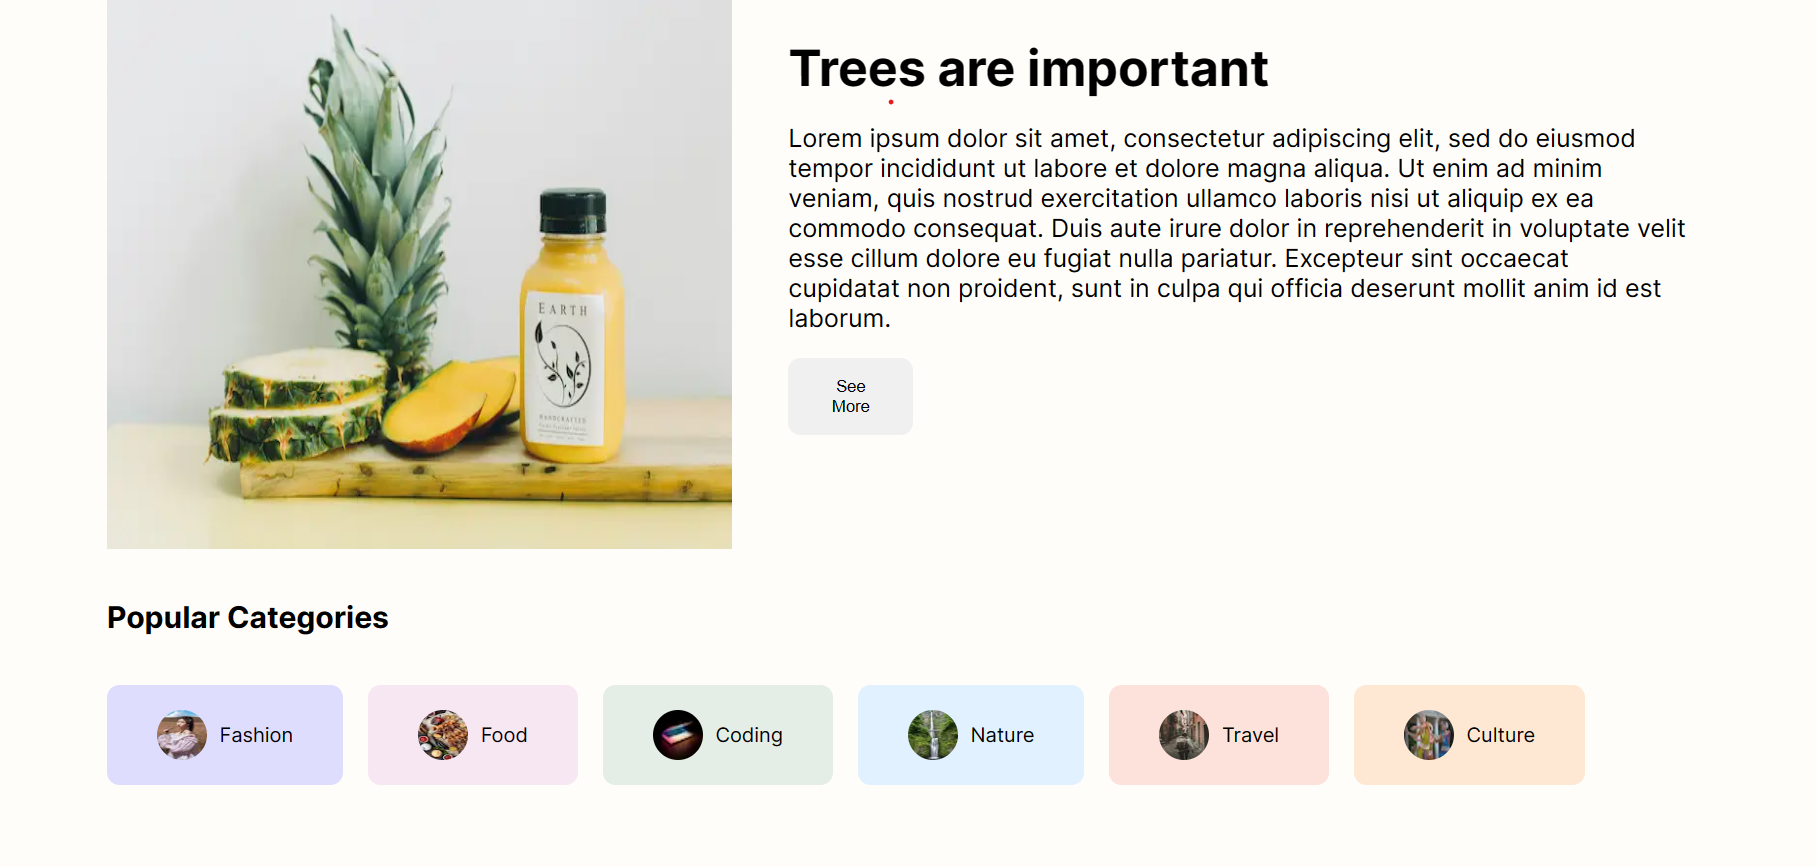 Trees are important
Lorem ipsum dolor sit amet, consectetur adipiscing elit, sed do eiusmod
tempor incididunt ut labore et dolore magna aliqua. Ut enim ad minim
veniam, quis nostrud exercitation ullamco laboris nisi ut aliquip ex ea
commodo consequat. Duis aute irure dolor in reprehenderit in voluptate velit
esse cillum dolore eu fugiat nulla pariatur. Excepteur sint occaecat
cupidatat non proident, sunt in culpa qui officia deserunt mollit anim id est
laborum.
See
More
EARTH
HANDCRAFTED
Popular Categories
Fashion
Food
Coding
Nature
Travel
Culture